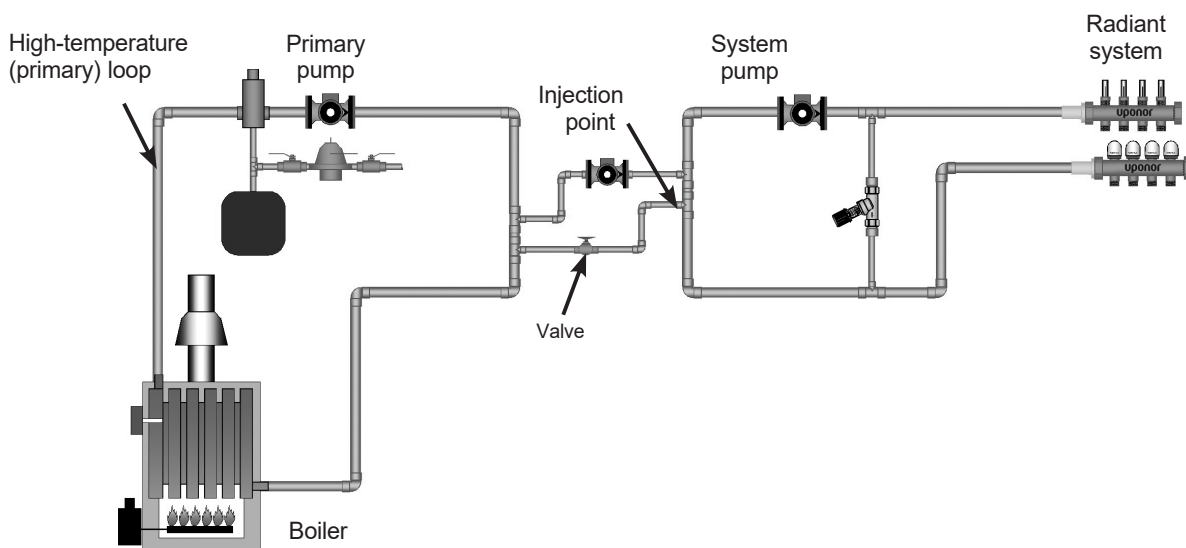 High-temperature
(primary) loop
Primary
pump
Injection
point
System
pump
Radiant
system
uponor
uponor
Valve
Boiler